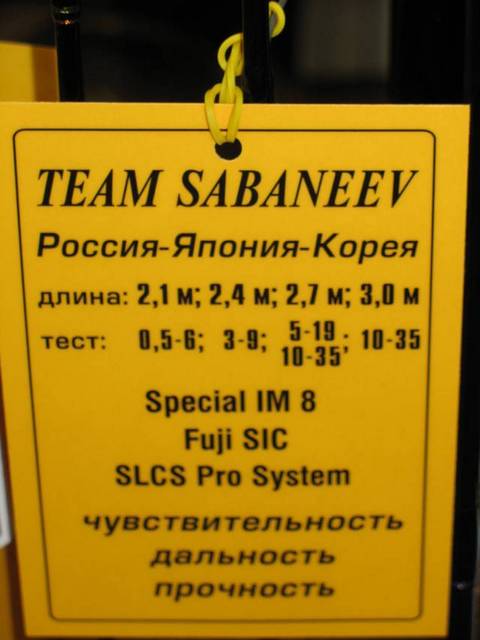 TEAM SABANEEV
Россия-Япония-Корея
длина: 2,1 м; 2,4 м; 2,7 м; 3,0 м
тест: 0,5-6; 3-9; 5-19 10-35; 10-35
Special IM 8
Fuji SIC
SLCS Pro System
чувствительность
дальность
прочность